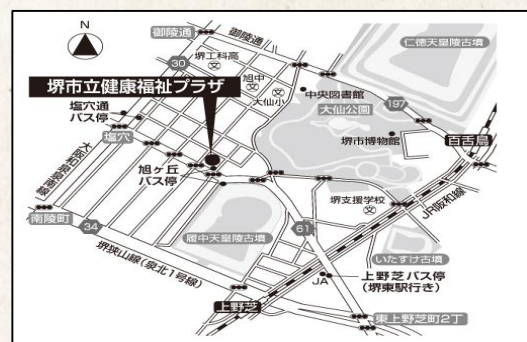 N
御陵通
御陵通
仁徳天皇陵古墳
30
堺工科高
旭中
大仙小
中央図書館
大仙公園
197
堺市立健康福祉プラザ
塩穴通
バス停
塩穴
堺市博物館
百舌鳥
旭ヶ丘
バス停
大阪和泉泉南線
JR阪和線
堺支援学校
南陵町
34
履中天皇陵古墳
61
いたすけ古墳
堺狭山線(泉北1号線)
上野芝バス停
(堺東駅行き)
JA
上野芝
東上野芝町2丁